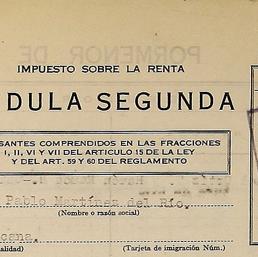 IMPUESTO SOBRE LA RENTA
DULA SEGUNDA
SANTES COMPRENDIDOS EN LAS FRACCIONES
I, II, VI Y VII DEL ARTICULO 15 DE LA LEY
Y DEL ART. 59 Y 60 DEL REGLAMENTO
Pablo Martínez del Río.
(Nombre o razón social)
cana.
alidad)
(Tarjeta de inmigración Núm.)